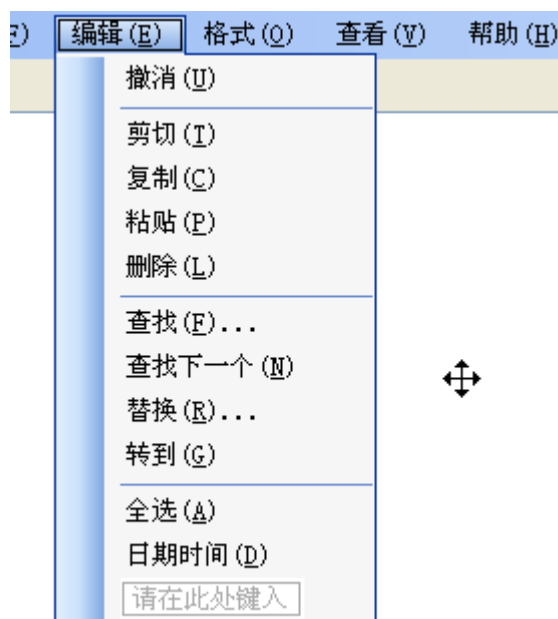 编辑(E) 格式(O) 查看(V) 帮助(H)
撤消(U)
剪切(T)
复制(C)
粘贴(P)
删除(L)
查找(F)...
查找下一个(N)
替换(R)...
转到(G)
全选(A)
日期时间(D)
请在此处键入